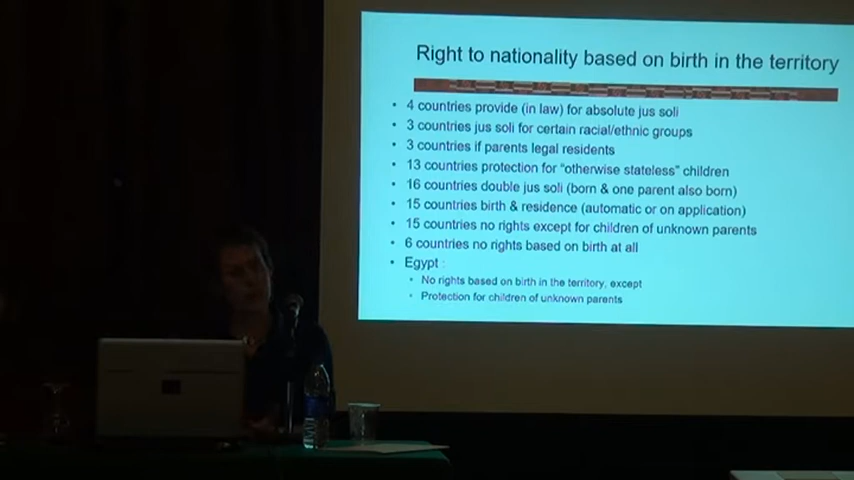 Right to nationality based on birth in the territory
• 4 countries provide (in law) for absolute jus soli
• 3 countries jus soli for certain racial/ethnic groups
• 3 countries if parents legal residents
• 13 countries protection for “otherwise stateless” children
• 16 countries double jus soli (born & one parent also born)
• 15 countries birth & residence (automatic or on application)
• 15 countries no rights except for children of unknown parents
• 6 countries no rights based on birth at all
• Egypt :
• No rights based on birth in the territory, except
• Protection for children of unknown parents